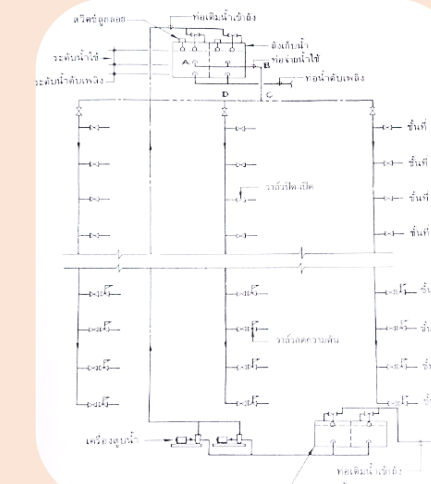 สวิตช์ลูกลอย
ท่อเติมน้ำเข้าถัง
ระดับน้ำใช้
ถังเก็บน้ำ
ท่อจ่ายน้ำใช้
A
B
ระดับน้ำดับเพลิง
ท่อน้ำดับเพลิง
D
C
ชั้นที่
ชั้นที่
วาล์วปิด-เปิด
ชั้นที่
ชั้นที่
วาล์วลดความดัน
เครื่องสูบน้ำ
ท่อเติมน้ำเข้าถัง